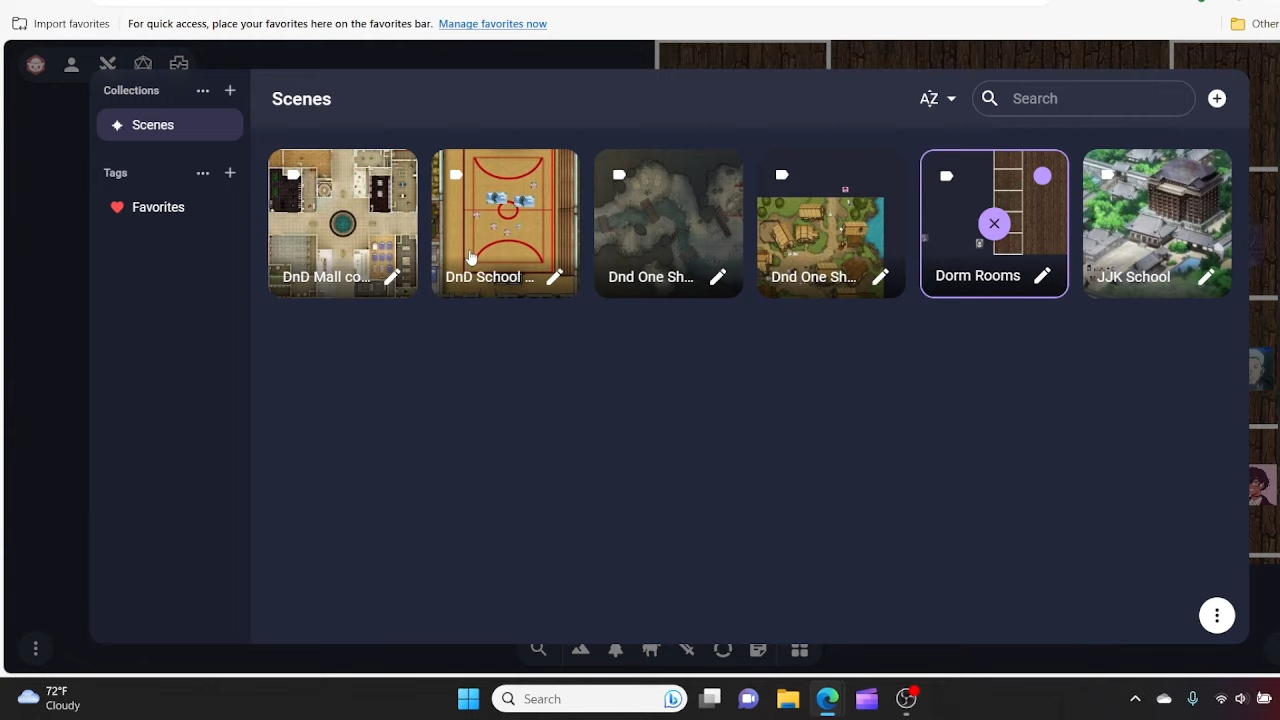 Import favorites
For quick access, place your favorites here on the favorites bar. Manage favorites now
Other
Collections
Scenes
Tags
Favorites
Scenes
AZ
Search
DnD Mall co...
DnD School ...
Dnd One Sh...
Dnd One Sh...
Dorm Rooms
JJK School
72°F
Cloudy
Search